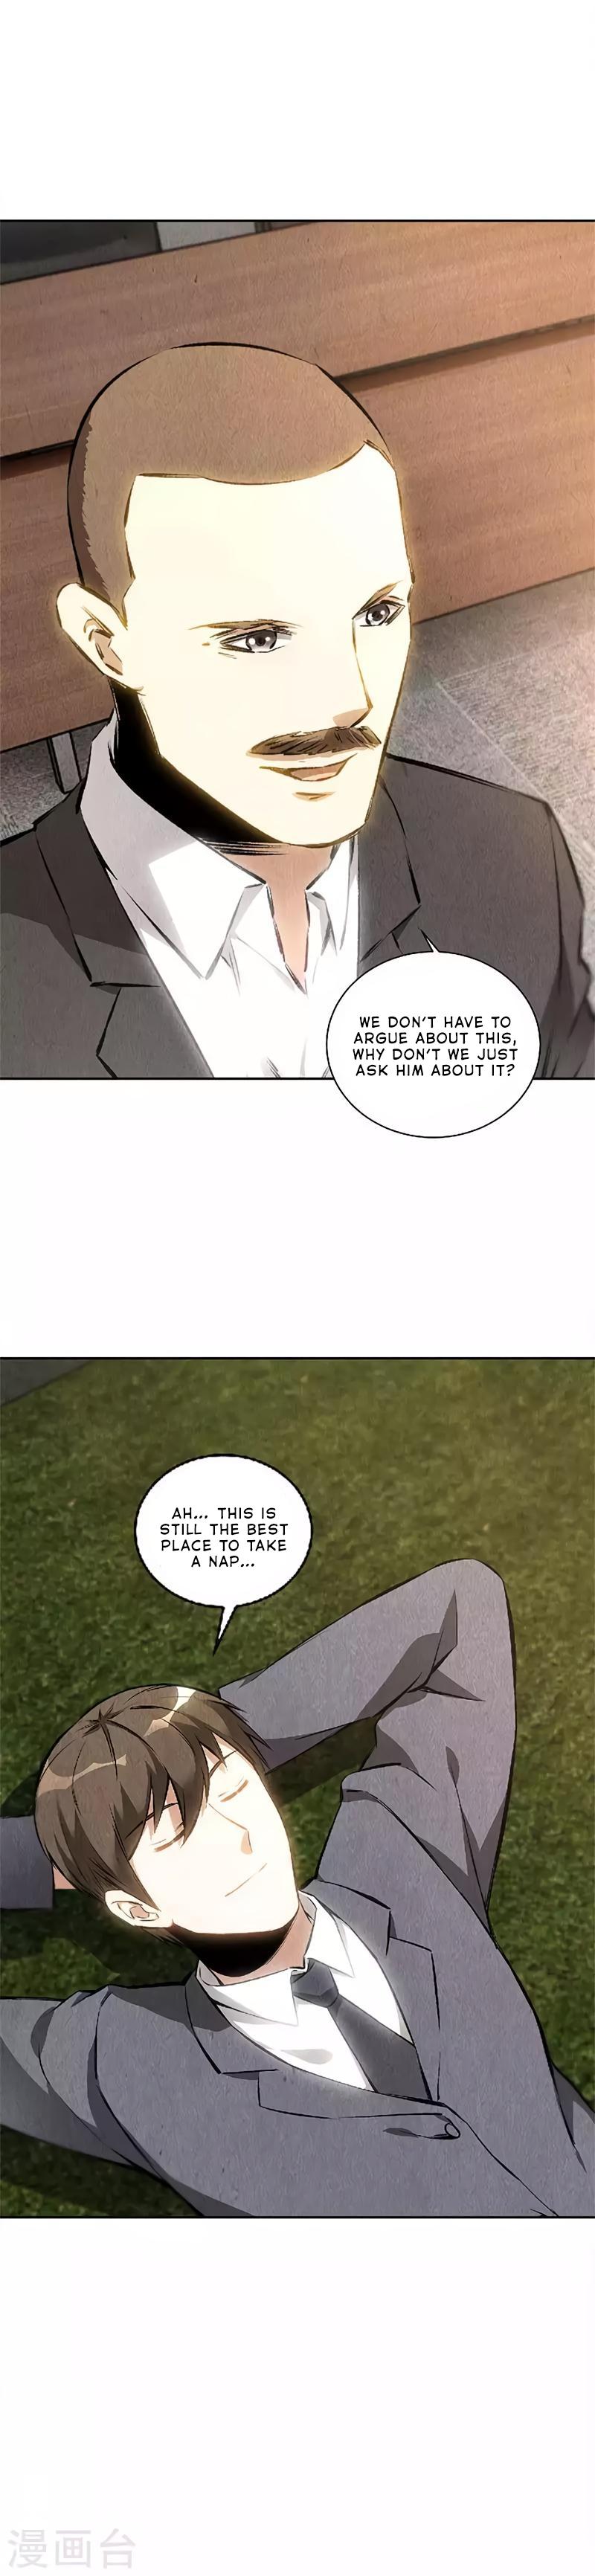 WE DON'T HAVE TO
ARGUE ABOUT THIS,
WHY DON'T WE JUST
ASK HIM ABOUT IT?
AH... THIS IS
STILL THE BEST
PLACE TO TAKE
A NAP...
漫画台